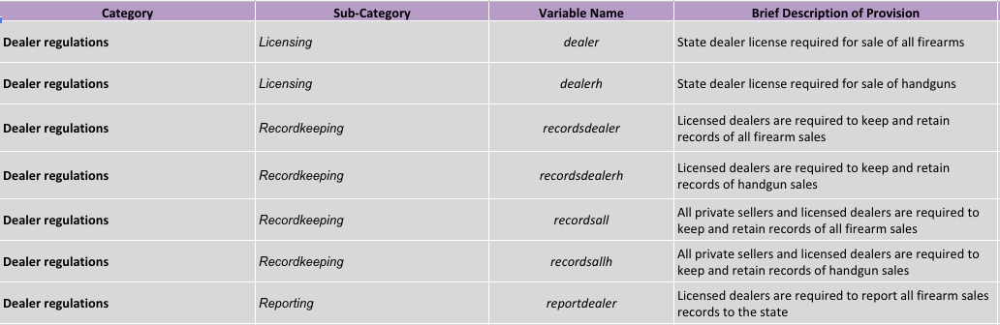 Category Sub-Category Variable Name Brief Description of Provision
Dealer regulations Licensing dealer State dealer license required for sale of all firearms
Dealer regulations Licensing dealerh State dealer license required for sale of handguns
Dealer regulations Recordkeeping recordsdealer Licensed dealers are required to keep and retain
records of all firearm sales
Dealer regulations Recordkeeping recordsdealerh Licensed dealers are required to keep and retain
records of handgun sales
Dealer regulations Recordkeeping recordsall All private sellers and licensed dealers are required to
keep and retain records of all firearm sales
Dealer regulations Recordkeeping recordsallh All private sellers and licensed dealers are required to
keep and retain records of handgun sales
Dealer regulations Reporting reportdealer Licensed dealers are required to report all firearm sales
records to the state